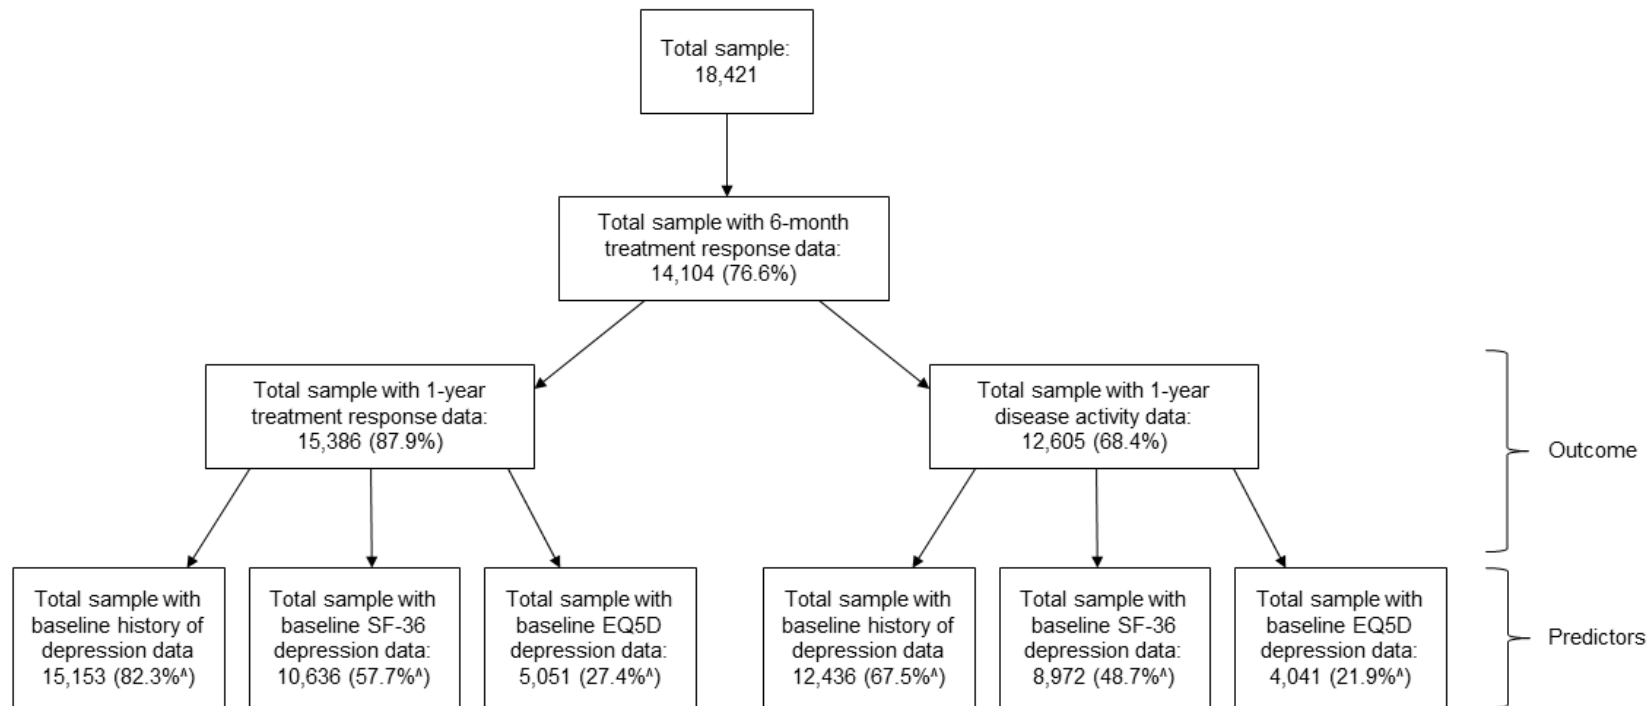 Total sample:
18,421
Total sample with 6-month
treatment response data:
14,104 (76.6%)
Total sample with 1-year
treatment response data:
15,386 (87.9%)
Total sample with 1-year
disease activity data:
12,605 (68.4%)
Outcome
Total sample with
baseline history of
depression data
15,153 (82.3%^)
Total sample with
baseline SF-36
depression data:
10,636 (57.7%^)
Total sample with
baseline EQ5D
depression data:
5,051 (27.4%^)
Total sample with
baseline history of
depression data
12,436 (67.5%^)
Total sample with
baseline SF-36
depression data:
8,972 (48.7%^)
Total sample with
baseline EQ5D
depression data:
4,041 (21.9%^)
Predictors